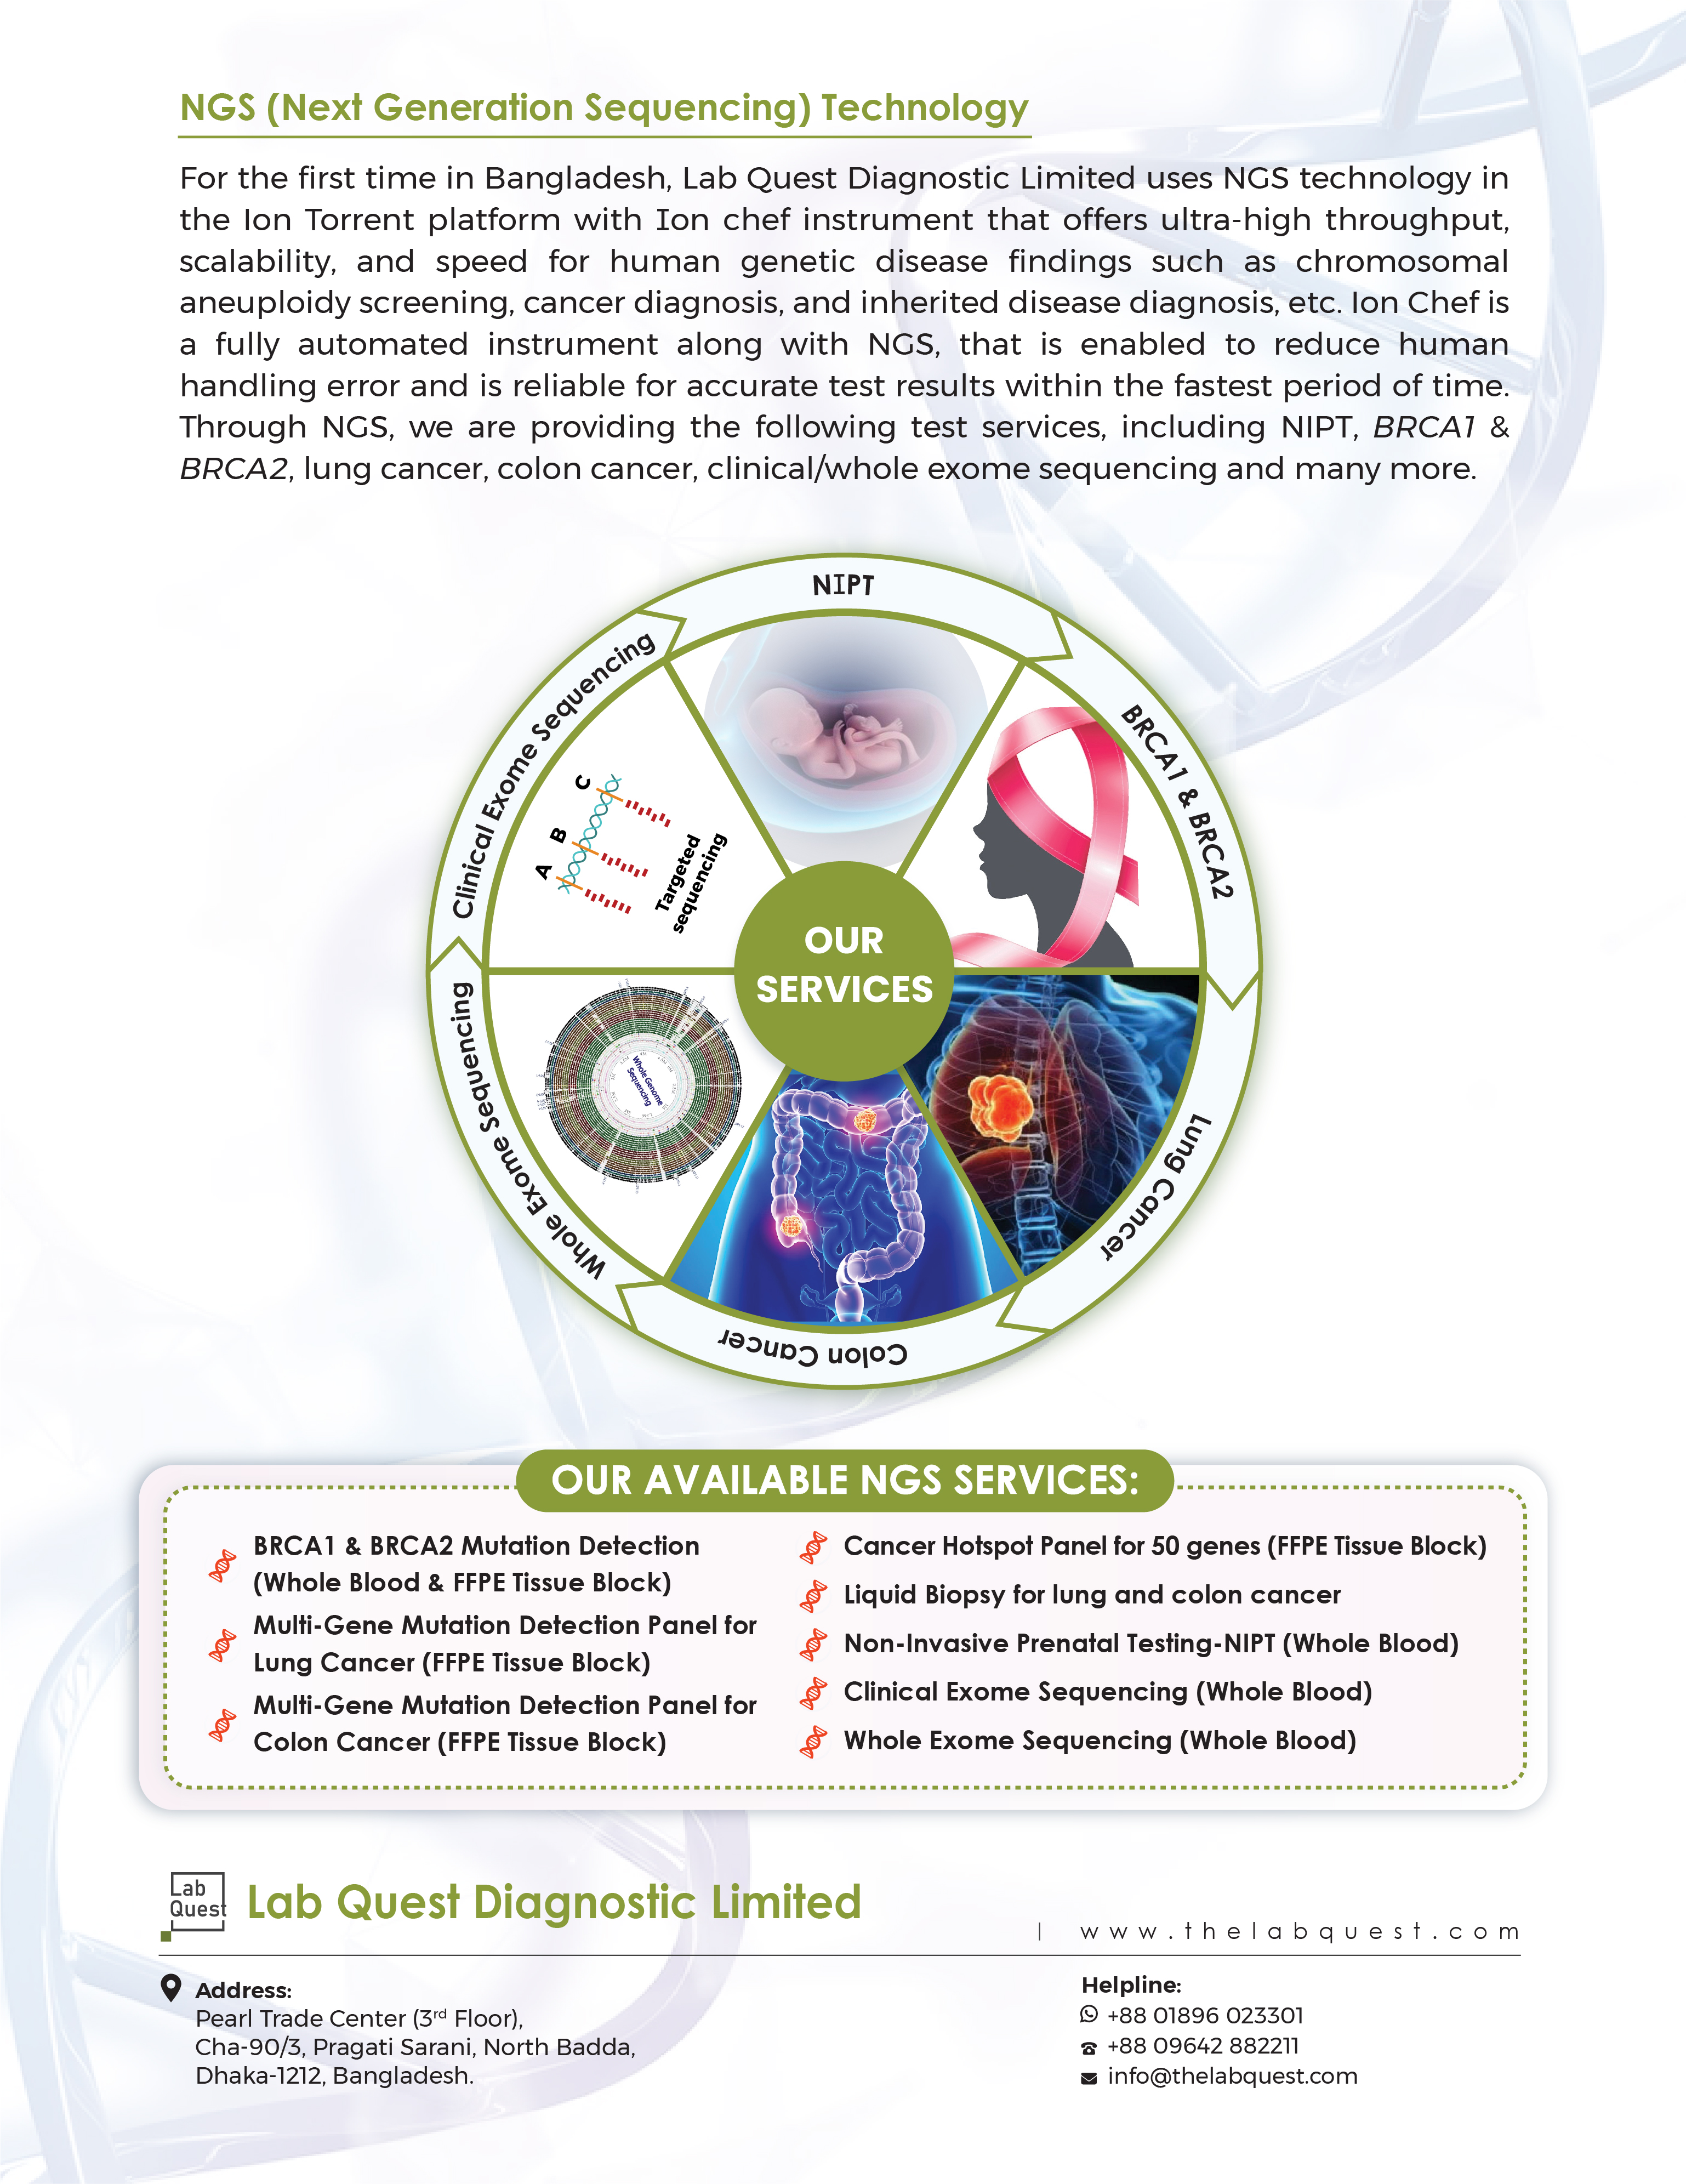 NGS (Next Generation Sequencing) Technology
For the first time in Bangladesh, Lab Quest Diagnostic Limited uses NGS technology in
the Ion Torrent platform with Ion chef instrument that offers ultra-high throughput,
scalability, and speed for human genetic disease findings such as chromosomal
aneuploidy screening, cancer diagnosis, and inherited disease diagnosis, etc. Ion Chef is
a fully automated instrument along with NGS, that is enabled to reduce human
handling error and is reliable for accurate test results within the fastest period of time.
Through NGS, we are providing the following test services, including NIPT, BRCA1 &
BRCA2, lung cancer, colon cancer, clinical/whole exome sequencing and many more.
NIPT
BRCA1 & BRCA2
Lung Cancer
Colon Cancer
Whole Exome Sequencing
Clinical Exome Sequencing
A B C
Targeted
sequencing
Whole Genome
Sequencing
OUR
SERVICES
OUR AVAILABLE NGS SERVICES:
BRCA1 & BRCA2 Mutation Detection
(Whole Blood & FFPE Tissue Block)
Multi-Gene Mutation Detection Panel for
Lung Cancer (FFPE Tissue Block)
Multi-Gene Mutation Detection Panel for
Colon Cancer (FFPE Tissue Block)
Cancer Hotspot Panel for 50 genes (FFPE Tissue Block)
Liquid Biopsy for lung and colon cancer
Non-Invasive Prenatal Testing-NIPT (Whole Blood)
Clinical Exome Sequencing (Whole Blood)
Whole Exome Sequencing (Whole Blood)
Lab
Quest
Lab Quest Diagnostic Limited
| www.thelabquest.com
Address:
Pearl Trade Center (3rd Floor),
Cha-90/3, Pragati Sarani, North Badda,
Dhaka-1212, Bangladesh.
Helpline:
+88 01896 023301
+88 09642 882211
info@thelabquest.com